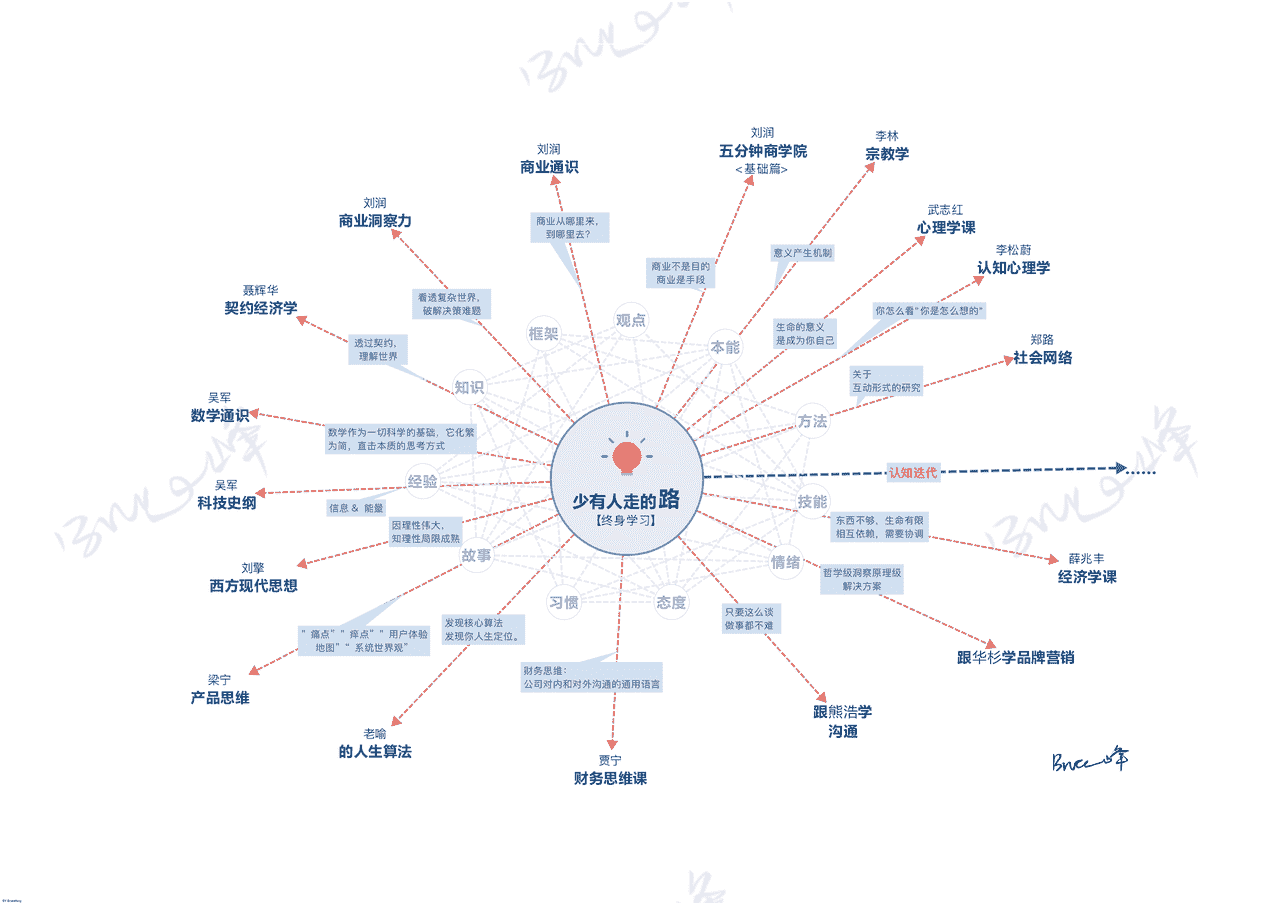 刘润
五分钟商学院
<基础篇>
李林
宗教学
刘润
商业通识
刘润
商业洞察力
武志红
心理学课
李松蔚
认知心理学
商业从哪里来，
到哪里去？
意义产生机制
商业不是目的
商业是手段
聂辉华
契约经济学
看透复杂世界，
破解决策难题
你怎么看“你是怎么想的”
观点
框架
本能
生命的意义
是成为你自己
郑路
社会网络
透过契约，
理解世界
关于
互动形式的研究
知识
吴军
数学通识
方法
数学作为一切科学的基础，它化繁
为简，直击本质的思考方式
认知迭代
经验
吴军
科技史纲
少有人走的路
【终身学习】
技能
信息 & 能量
因理性伟大，
知理性局限成熟
东西不够，生命有限
相互依赖，需要协调
故事
情绪
刘擎
西方现代思想
薛兆丰
经济学课
哲学级洞察原理级
解决方案
习惯
态度
发现核心算法
发现你人生定位。
只要这么谈
做事都不难
“ 痛点”“ 痒点”“ 用户体验
地图”“ 系统世界观”
跟华杉学品牌营销
财务思维：
公司对内和对外沟通的通用语言
梁宁
产品思维
跟熊浩学
沟通
老喻
的人生算法
贾宁
财务思维课
Bruce峰